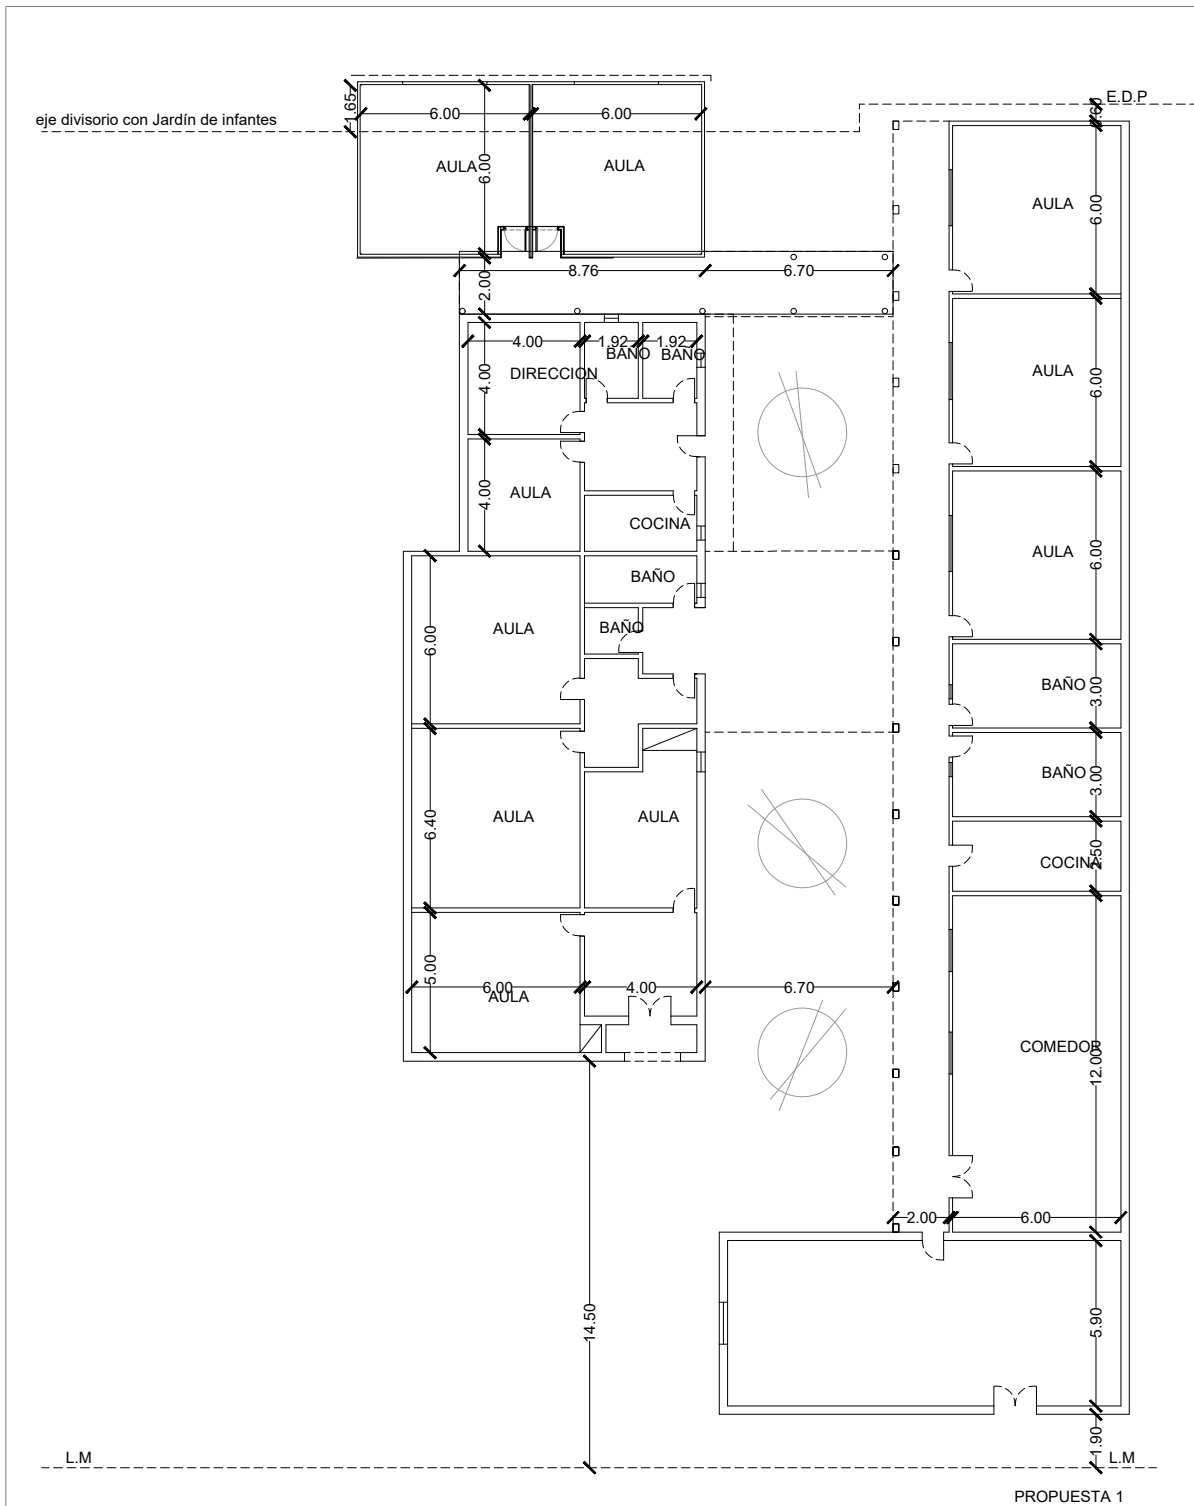 E.D.P
1.65
0.60
eje divisorio con Jardín de infantes
6.00
6.00
AULA
AULA
6.00
AULA
6.00
8.76
6.70
2.00
4.00
1.92
1.92
BAÑO
BAÑO
DIRECCION
4.00
AULA
6.00
AULA
4.00
COCINA
AULA
6.00
BAÑO
AULA
6.00
BAÑO
BAÑO
3.00
BAÑO
3.00
AULA
6.40
AULA
COCINA
2.50
5.00
6.00
AULA
4.00
6.70
COMEDOR
12.00
2.00
6.00
14.50
5.90
1.90
L.M
L.M
PROPUESTA 1